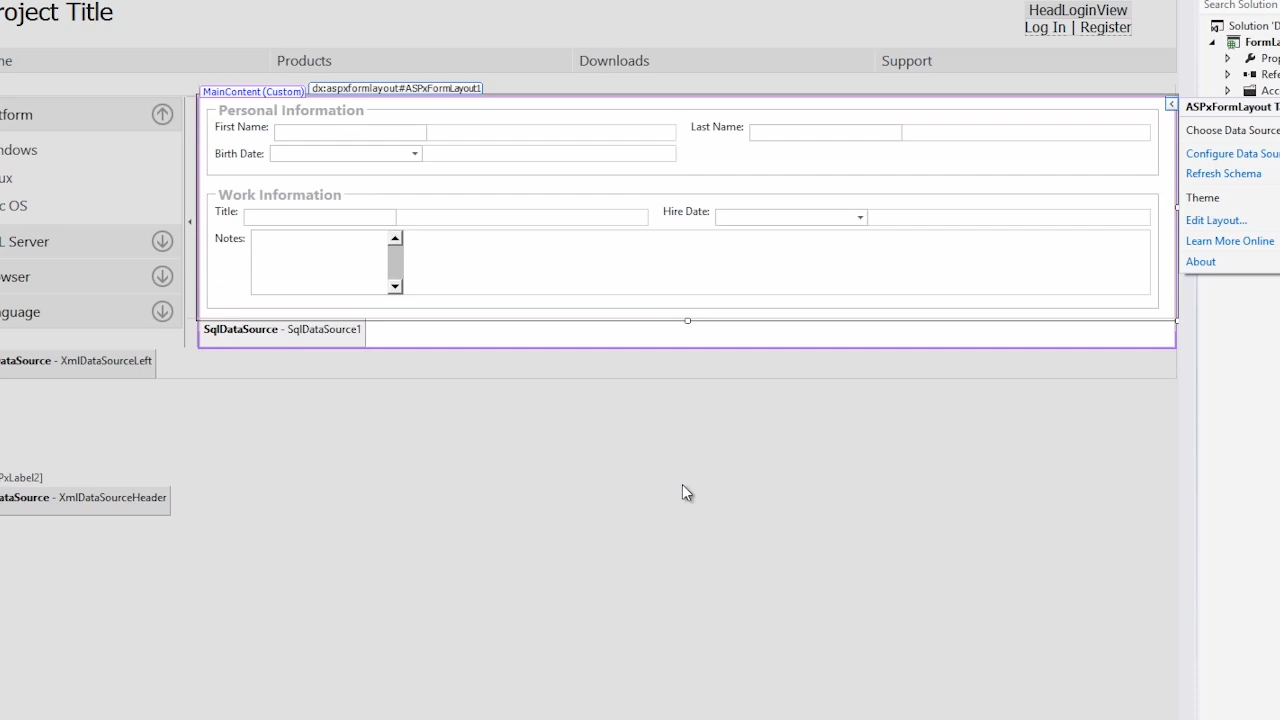 roject Title
HeadLoginView
Log In | Register
Search Solution
Solution 'D
FormLa
Prop
Refe
Acc
me
Products
Downloads
Support
MainContent (Custom)
dx:aspxformlayout#ASPxFormLayout1
tform
ndows
ux
c OS
L Server
wser
nguage
Personal Information
First Name:
Last Name:
Birth Date:
Work Information
Title:
Hire Date:
Notes:
SqlDataSource - SqlDataSource1
ASPxFormLayout T
Choose Data Source
Configure Data Sour
Refresh Schema
Theme
Edit Layout...
Learn More Online
About
ataSource - XmlDataSourceLeft
PxLabel2]
ataSource - XmlDataSourceHeader